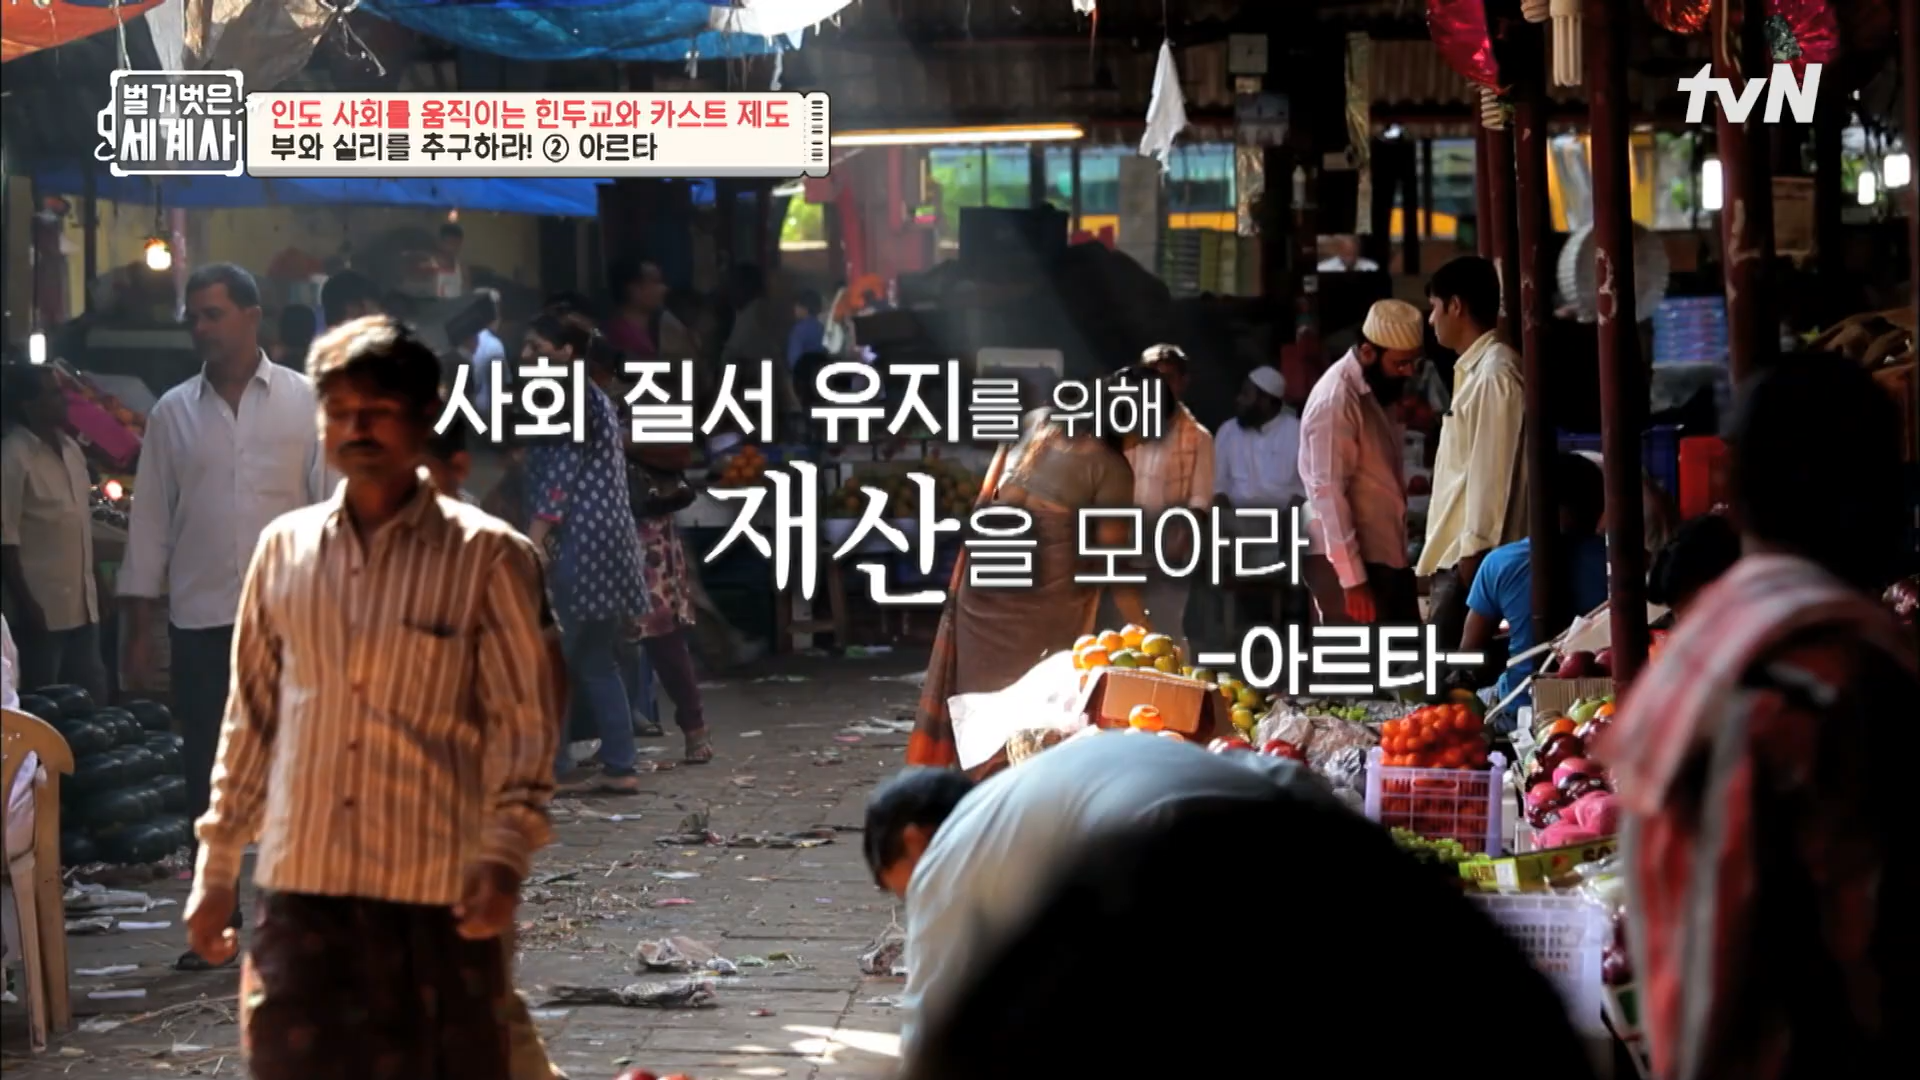 벌거벗은
세계사
인도 사회를 움직이는 힌두교와 카스트 제도
부와 실리를 추구하라! ② 아르타
tvN
사회 질서 유지를 위해
재산을 모아라
-아르타-